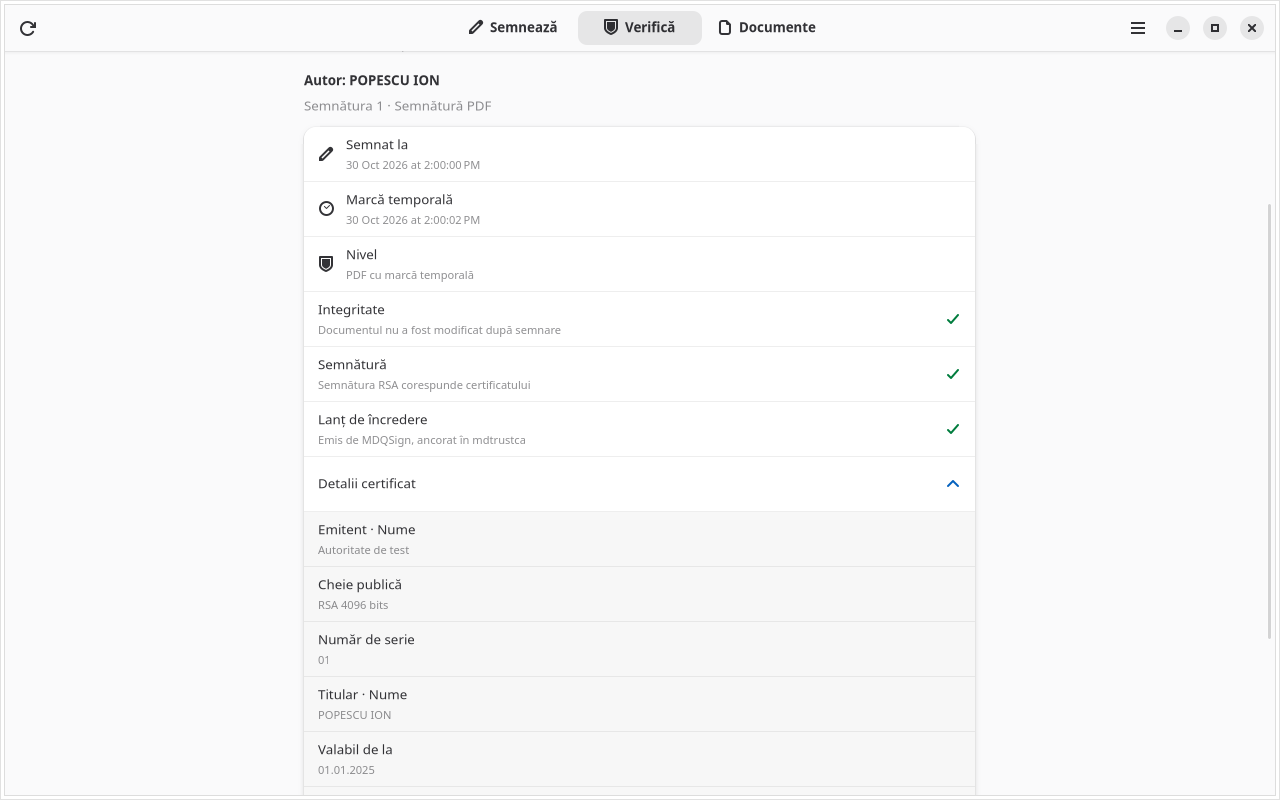 Semnează
Verifică
Documente
Autor: POPESCU ION
Semnătura 1 · Semnătură PDF
Semnat la
30 Oct 2026 at 2:00:00 PM
Marcă temporală
30 Oct 2026 at 2:00:02 PM
Nivel
PDF cu marcă temporală
Integritate
Documentul nu a fost modificat după semnare
Semnătură
Semnătura RSA corespunde certificatului
Lanț de încredere
Emis de MDQSign, ancorat în mdtrustca
Detalii certificat
Emitent · Nume
Autoritate de test
Cheie publică
RSA 4096 bits
Număr de serie
01
Titular · Nume
POPESCU ION
Valabil de la
01.01.2025